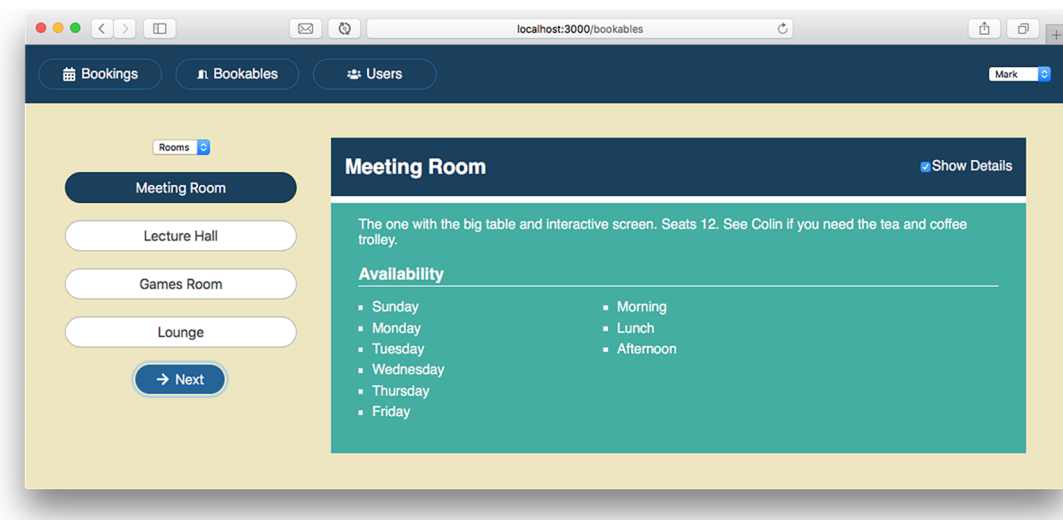 localhost:3000/bookables
Bookings
Bookables
Users
Mark
Rooms
Meeting Room
Lecture Hall
Games Room
Lounge
Next
Meeting Room
Show Details
The one with the big table and interactive screen. Seats 12. See Colin if you need the tea and coffee
trolley.
Availability
Sunday
Monday
Tuesday
Wednesday
Thursday
Friday
Morning
Lunch
Afternoon